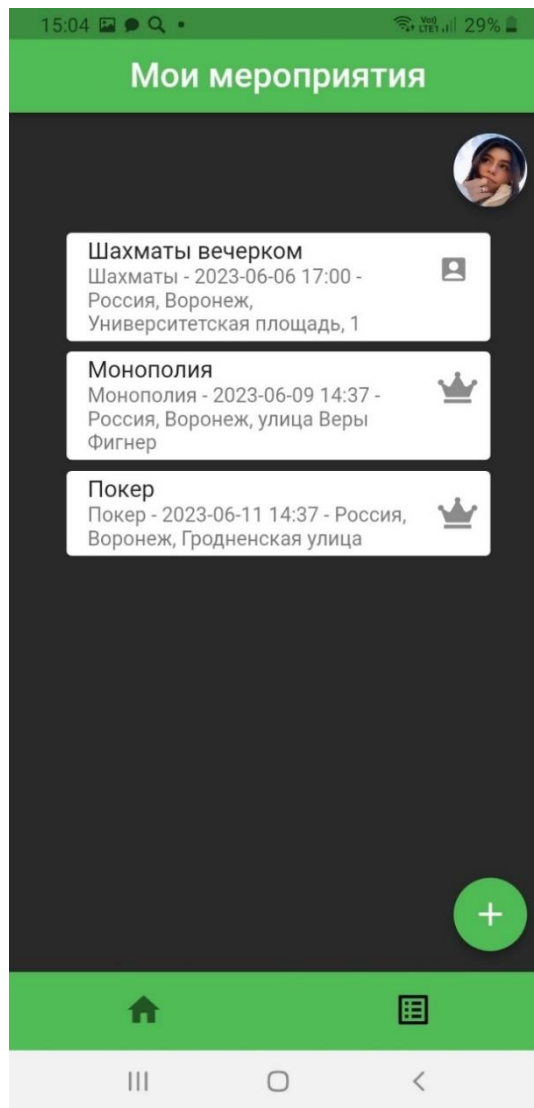 15:04 29%
Мои мероприятия
Шахматы вечерком
Шахматы - 2023-06-06 17:00 -
Россия, Воронеж,
Университетская площадь, 1
Монополия
Монополия - 2023-06-09 14:37 -
Россия, Воронеж, улица Веры
Фигнер
Покер
Покер - 2023-06-11 14:37 - Россия,
Воронеж, Гродненская улица